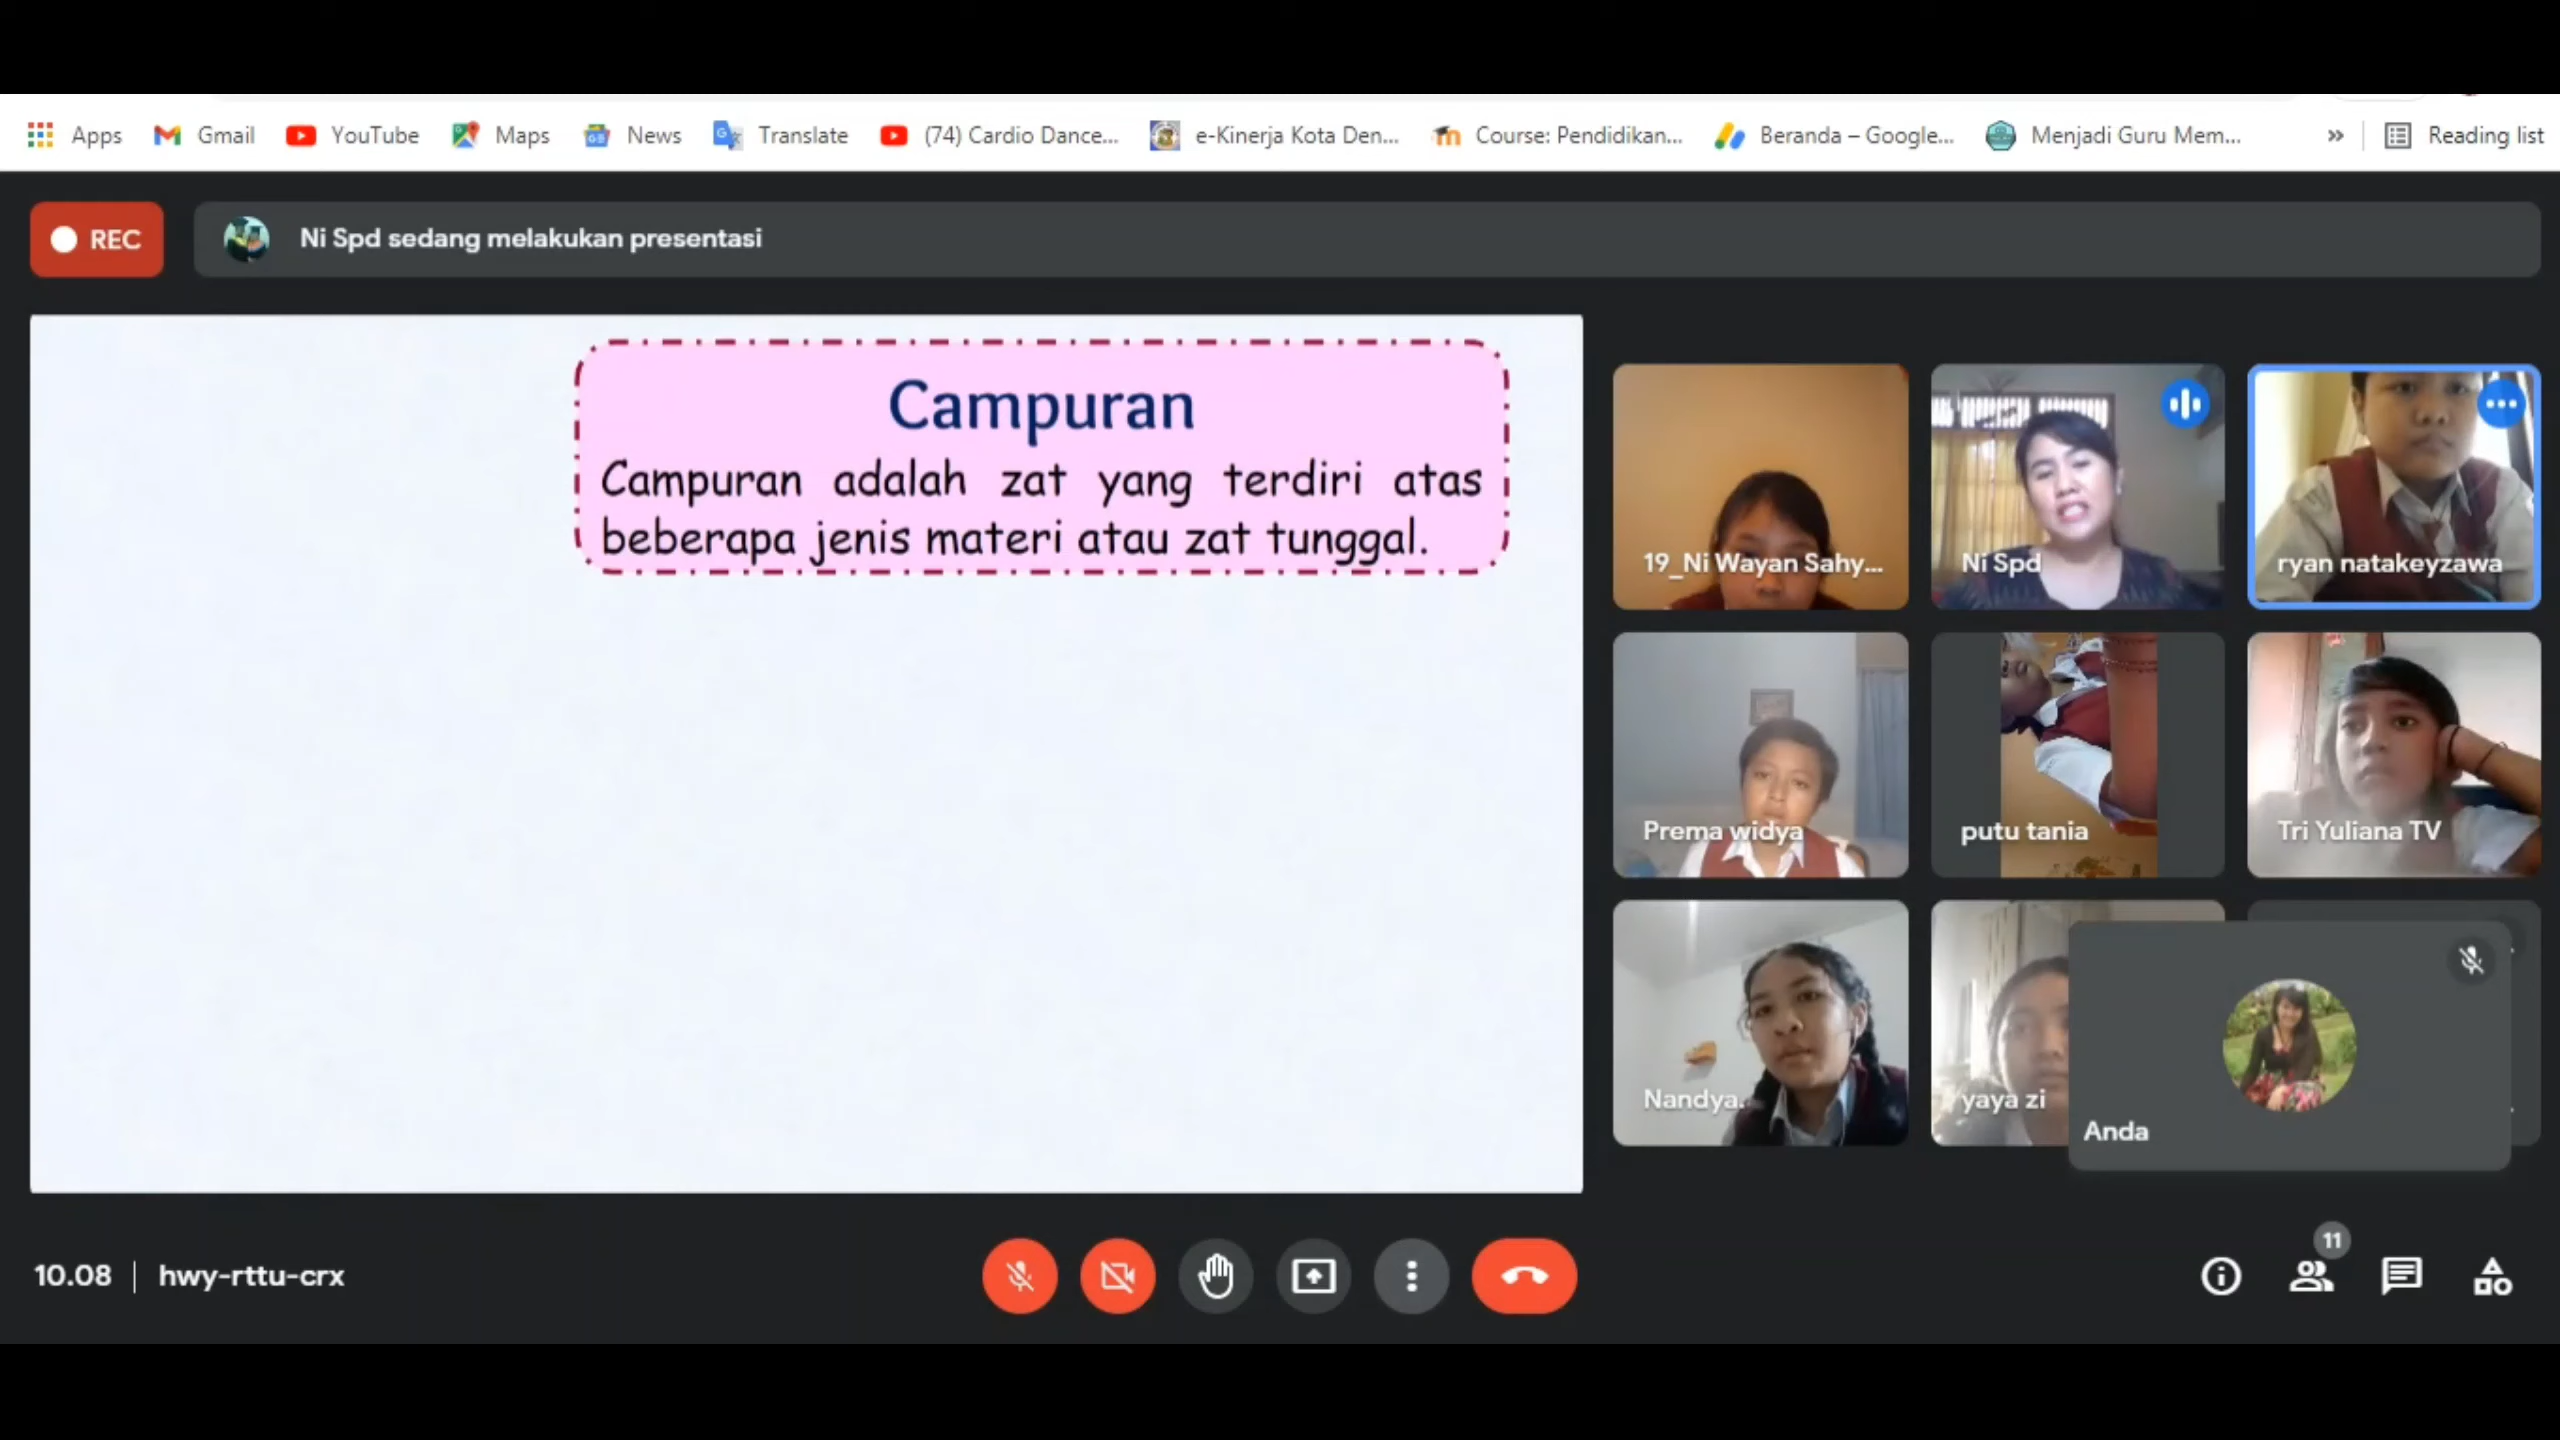 Apps Gmail YouTube Maps News Translate (74) Cardio Dance... e-Kinerja Kota Den... Course: Pendidikan... Beranda – Google... Menjadi Guru Mem... » Reading list
REC Ni Spd sedang melakukan presentasi
Campuran
Campuran adalah zat yang terdiri atas
beberapa jenis materi atau zat tunggal.
19_Ni Wayan Sahy... Ni Spd ryan natakeyzawa
Prema widya putu tania Tri Yuliana TV
Nandya. yaya zi
Anda
10.08 | hwy-rttu-crx
11